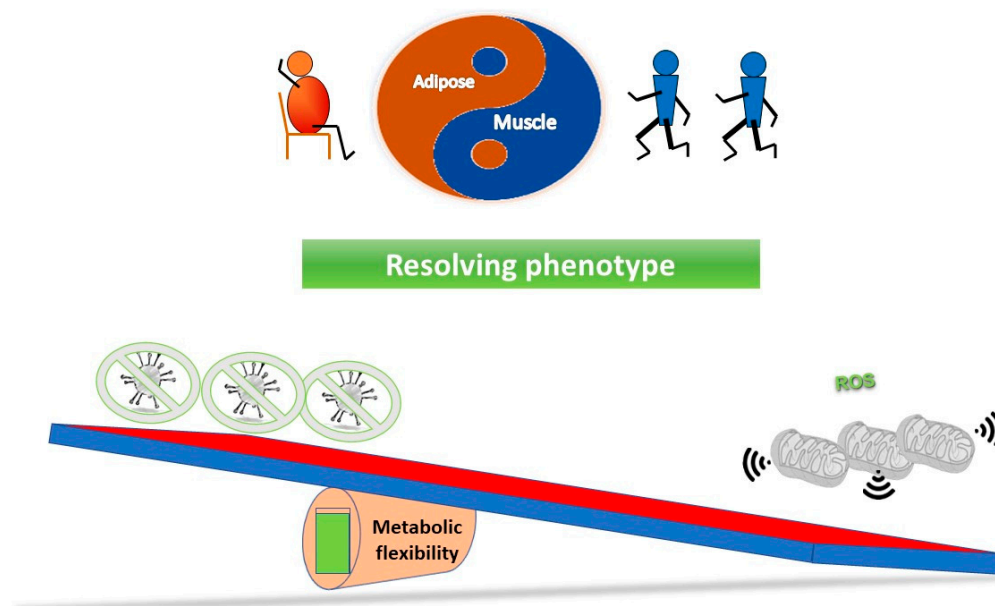 Adipose
Muscle
Resolving phenotype
ROS
Metabolic
flexibility